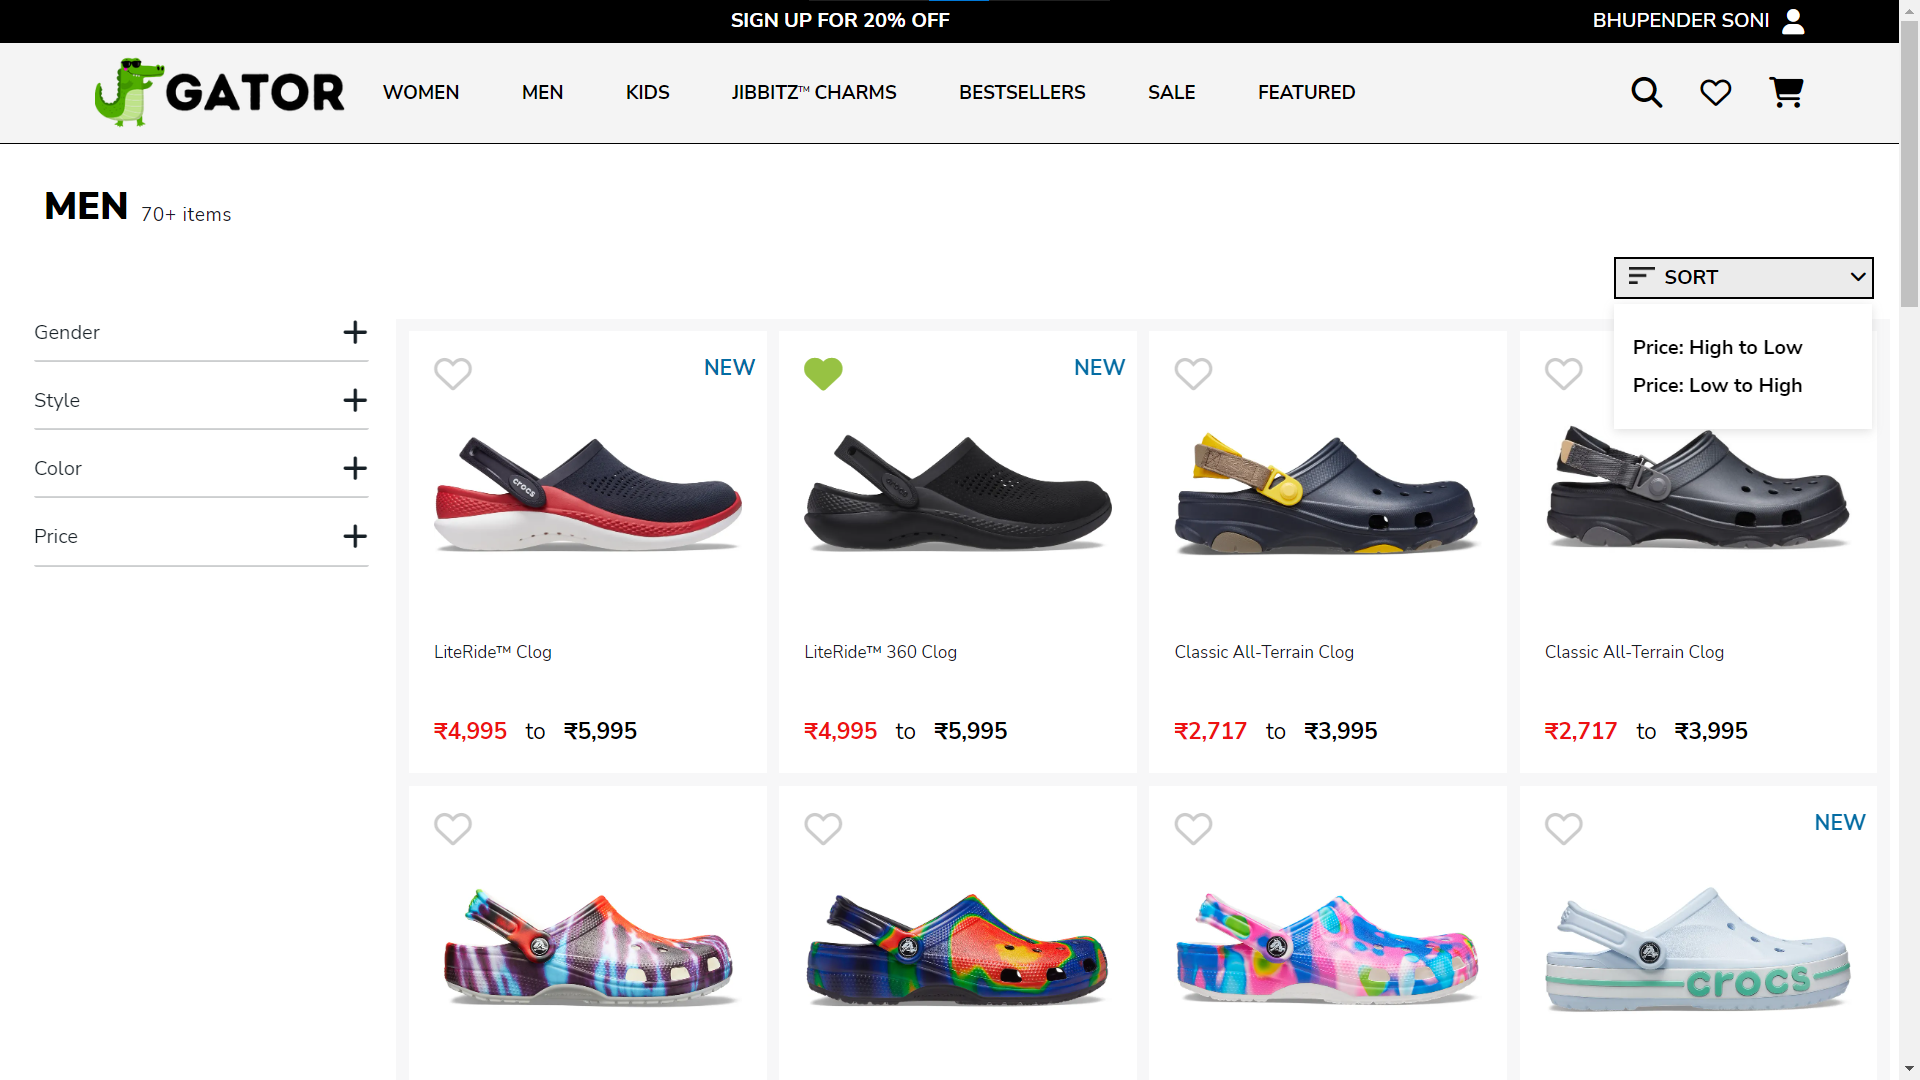 SIGN UP FOR 20% OFF
BHUPENDER SONI
GATOR
WOMEN
MEN
KIDS
JIBBITZ™ CHARMS
BESTSELLERS
SALE
FEATURED
MEN 70+ items
SORT
Price: High to Low
Price: Low to High
Gender
Style
Color
Price
NEW
crocs
LiteRide™ Clog
₹4,995 to ₹5,995
NEW
crocs
LiteRide™ 360 Clog
₹4,995 to ₹5,995
Classic All-Terrain Clog
₹2,717 to ₹3,995
Classic All-Terrain Clog
₹2,717 to ₹3,995
NEW
crocs